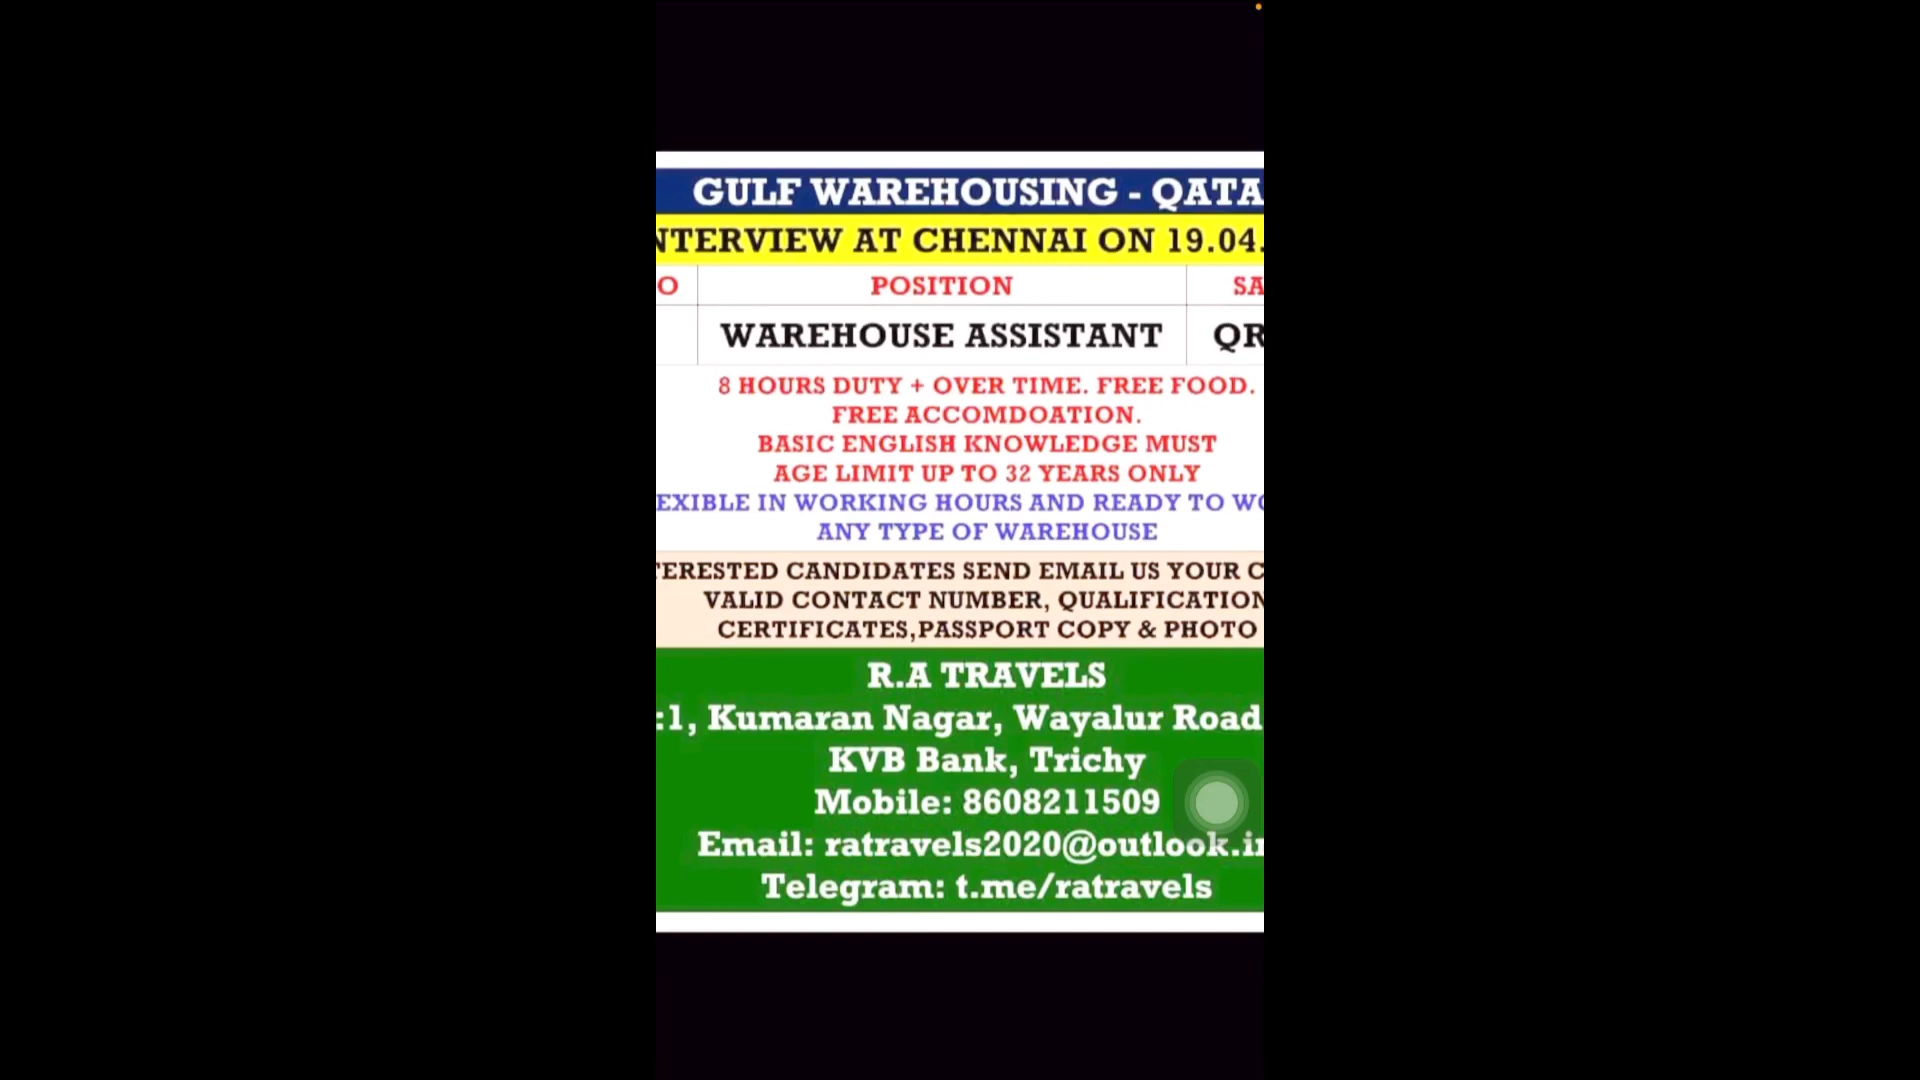 GULF WAREHOUSING - QATA
NTERVIEW AT CHENNAI ON 19.04.
O POSITION SA
WAREHOUSE ASSISTANT QR
8 HOURS DUTY + OVER TIME. FREE FOOD.
FREE ACCOMDOATION.
BASIC ENGLISH KNOWLEDGE MUST
AGE LIMIT UP TO 32 YEARS ONLY
EXIBLE IN WORKING HOURS AND READY TO WO
ANY TYPE OF WAREHOUSE
TERESTED CANDIDATES SEND EMAIL US YOUR C
VALID CONTACT NUMBER, QUALIFICATION
CERTIFICATES,PASSPORT COPY & PHOTO
R.A TRAVELS
:1, Kumaran Nagar, Wayalur Road
KVB Bank, Trichy
Mobile: 8608211509
Email: ratravels2020@outlook.in
Telegram: t.me/ratravels